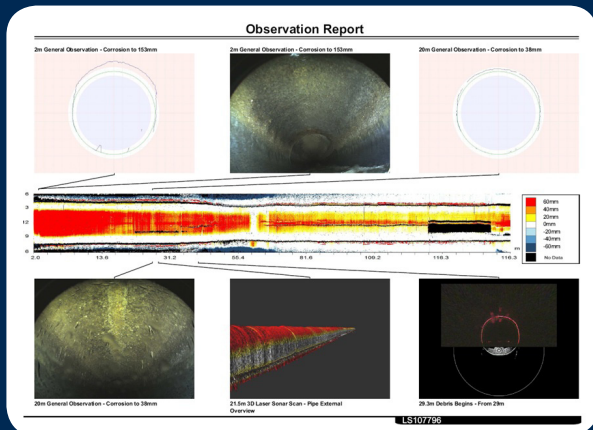 Observation Report
2m General Observation - Corrosion to 153mm
2m General Observation - Corrosion to 153mm
20m General Observation - Corrosion to 38mm
6
3
12
9
6
2.0
13.6
31.2
55.4
81.6
109.2
116.3
116.3
m
60mm
40mm
20mm
0mm
-20mm
-40mm
-60mm
No Data
20m General Observation - Corrosion to 38mm
21.5m 3D Laser Sonar Scan - Pipe External
Overview
29.3m Debris Begins - From 29m
LS107796